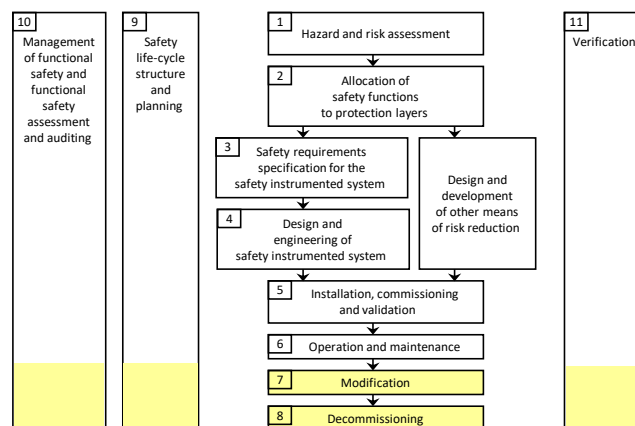 10
Management
of functional
safety and
functional
safety
assessment
and auditing
9
Safety
life-cycle
structure
and
planning
1
Hazard and risk assessment
2
Allocation of
safety functions
to protection layers
3
Safety requirements
specification for the
safety instrumented system
4
Design and
engineering of
safety instrumented system
Design and
development
of other means
of risk reduction
5
Installation, commissioning
and validation
6
Operation and maintenance
7
Modification
8
Decommissioning
11
Verification